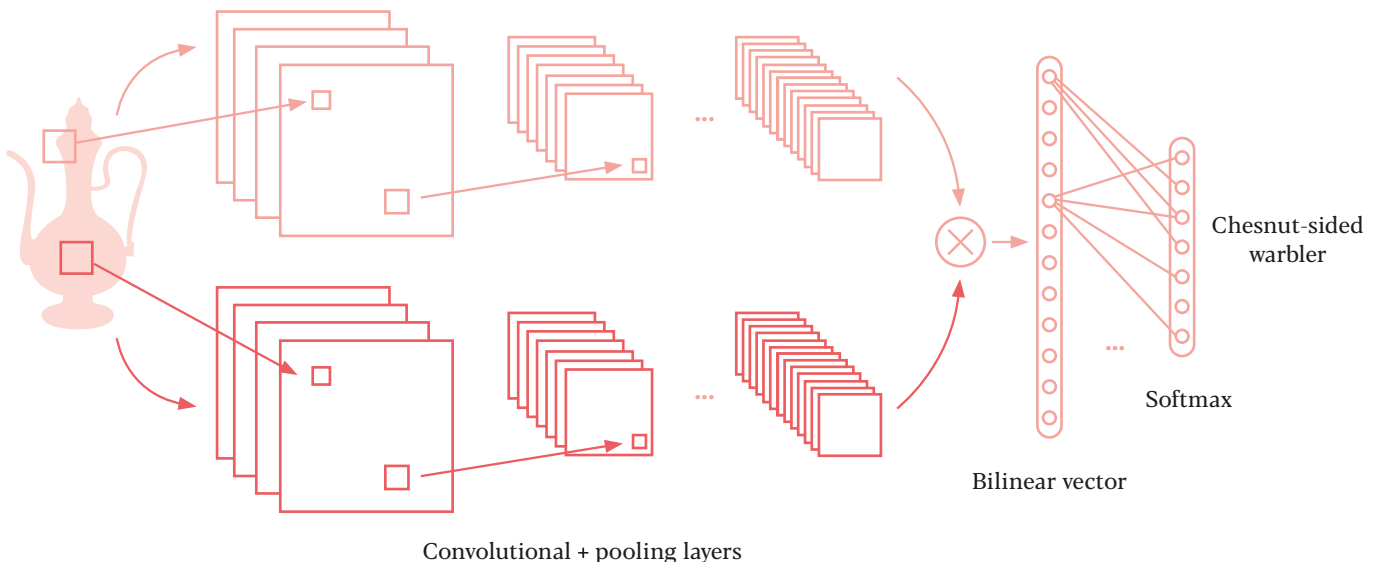 ...
Chesnut-sided
warbler
...
...
Softmax
Bilinear vector
Convolutional + pooling layers